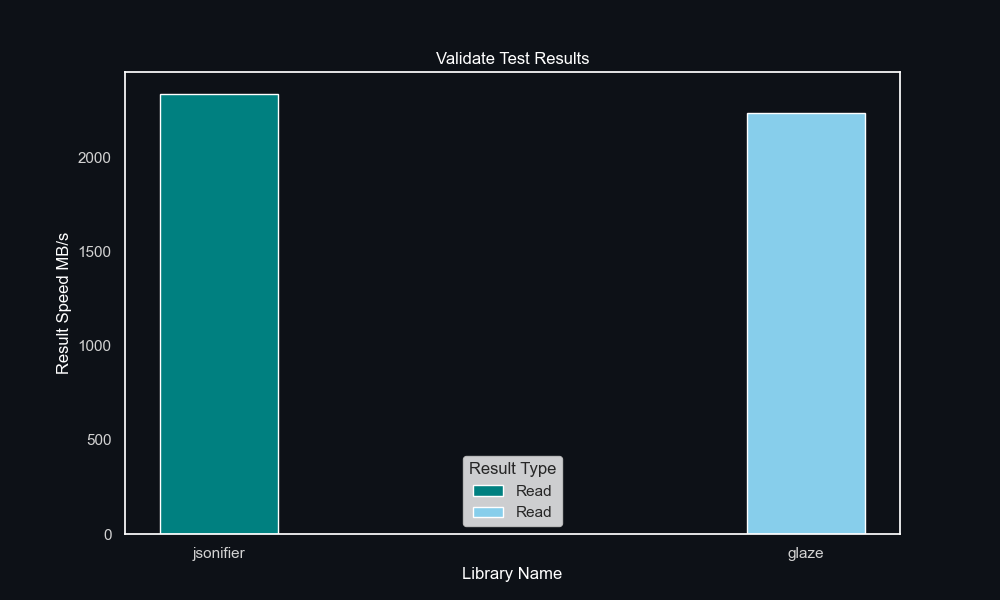 Validate Test Results
Result Speed MB/s
2000
1500
1000
500
0
Result Type
Read
Read
jsonifier
glaze
Library Name